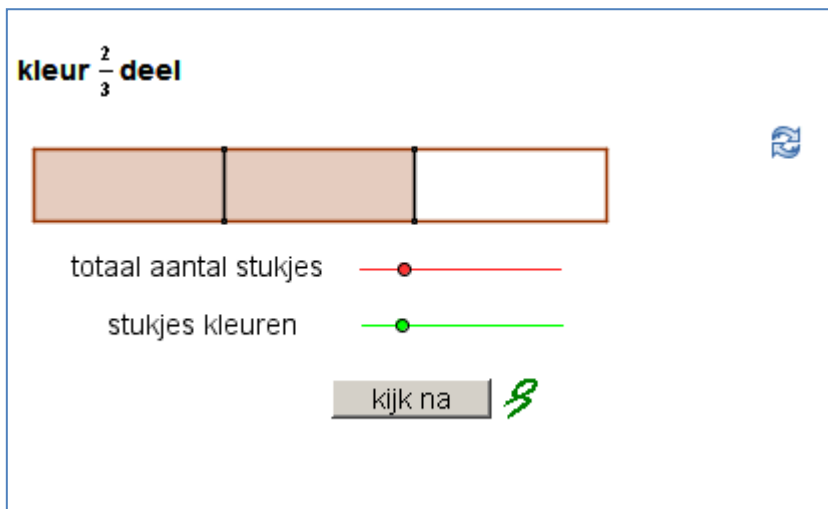 kleur 2/3 deel
totaal aantal stukjes
stukjes kleuren
kijk na